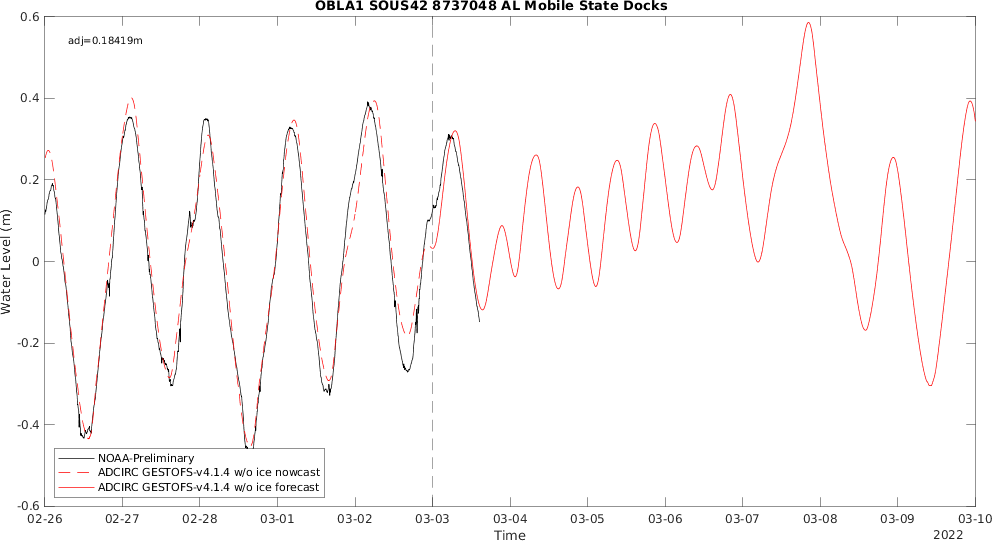 OBLA1 SOUS42 8737048 AL Mobile State Docks
adj=0.18419m
0.6
0.4
0.2
0
-0.2
-0.4
-0.6
Water Level (m)
NOAA-Preliminary
ADCIRC GESTOFS-v4.1.4 w/o ice nowcast
ADCIRC GESTOFS-v4.1.4 w/o ice forecast
02-26 02-27 02-28 03-01 03-02 03-03 03-04 03-05 03-06 03-07 03-08 03-09 03-10
Time
2022